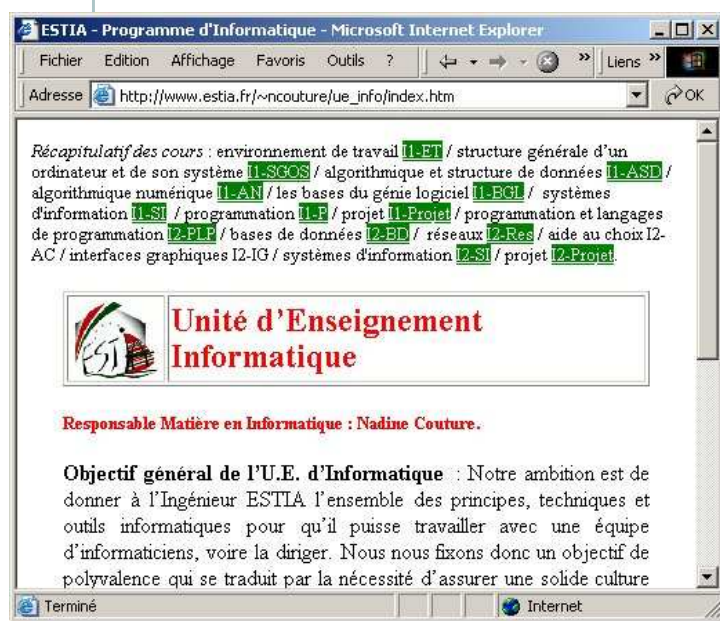 ESTIA - Programme d'Informatique - Microsoft Internet Explorer
Fichier Edition Affichage Favoris Outils ? » Liens »
Adresse http://www.estia.fr/~ncouture/ue_info/index.htm OK
Récapitulatif des cours : environnement de travail I1-ET / structure générale d'un
ordinateur et de son système I1-SGOS / algorithmique et structure de données I1-ASD /
algorithmique numérique I1-AN / les bases du génie logiciel I1-BGL / systèmes
d'information I1-SI / programmation I1-P / projet I1-Projet / programmation et langages
de programmation I2-PLP / bases de données I2-BD / réseaux I2-Res / aide au choix I2-
AC / interfaces graphiques I2-IG / systèmes d'information I2-SI / projet I2-Projet.
ESTIA
Unité d'Enseignement
Informatique
Responsable Matière en Informatique : Nadine Couture.
Objectif général de l'U.E. d'Informatique : Notre ambition est de
donner à l'Ingénieur ESTIA l'ensemble des principes, techniques et
outils informatiques pour qu'il puisse travailler avec une équipe
d'informaticiens, voire la diriger. Nous nous fixons donc un objectif de
polyvalence qui se traduit par la nécessité d'assurer une solide culture
Terminé Internet